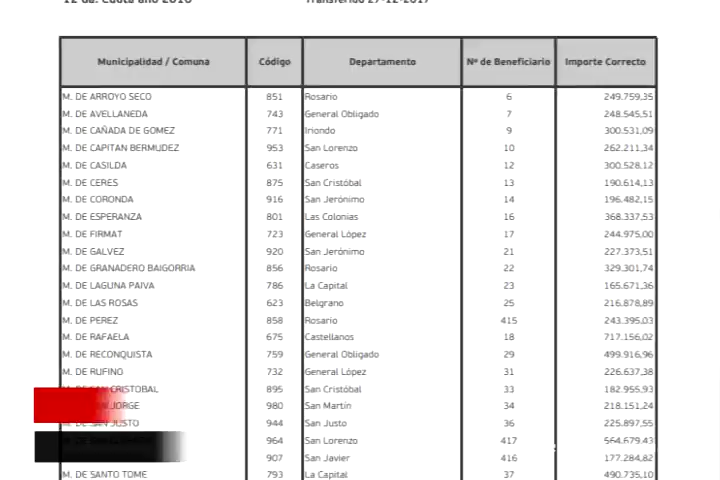 Transferido 27-12-2017
Municipalidad / Comuna Código Departamento Nº de Beneficiario Importe Correcto
M. DE ARROYO SECO 851 Rosario 6 249.759,35
M. DE AVELLANEDA 743 General Obligado 7 248.545,51
M. DE CAÑADA DE GOMEZ 771 Iriondo 9 300.531,09
M. DE CAPITAN BERMUDEZ 953 San Lorenzo 10 262.211,34
M. DE CASILDA 631 Caseros 12 300.528,12
M. DE CERES 875 San Cristóbal 13 190.614,13
M. DE CORONDA 916 San Jerónimo 14 196.482,15
M. DE ESPERANZA 801 Las Colonias 16 368.337,53
M. DE FIRMAT 723 General López 17 244.975,00
M. DE GALVEZ 920 San Jerónimo 21 227.373,51
M. DE GRANADERO BAIGORRIA 856 Rosario 22 329.301,74
M. DE LAGUNA PAIVA 786 La Capital 23 165.671,36
M. DE LAS ROSAS 623 Belgrano 25 216.878,89
M. DE PEREZ 858 Rosario 415 243.395,03
M. DE RAFAELA 675 Castellanos 18 717.156,02
M. DE RECONQUISTA 759 General Obligado 29 499.916,96
M. DE RUFINO 732 General López 31 226.637,38
M. DE SAN CRISTOBAL 895 San Cristóbal 33 182.955,93
JORGE 980 San Martín 34 218.151,24
M. DE SAN JUSTO 944 San Justo 36 225.897,55
964 San Lorenzo 417 564.679,43
907 San Javier 416 177.284,82
M. DE SANTO TOME 793 La Capital 37 490.735,10